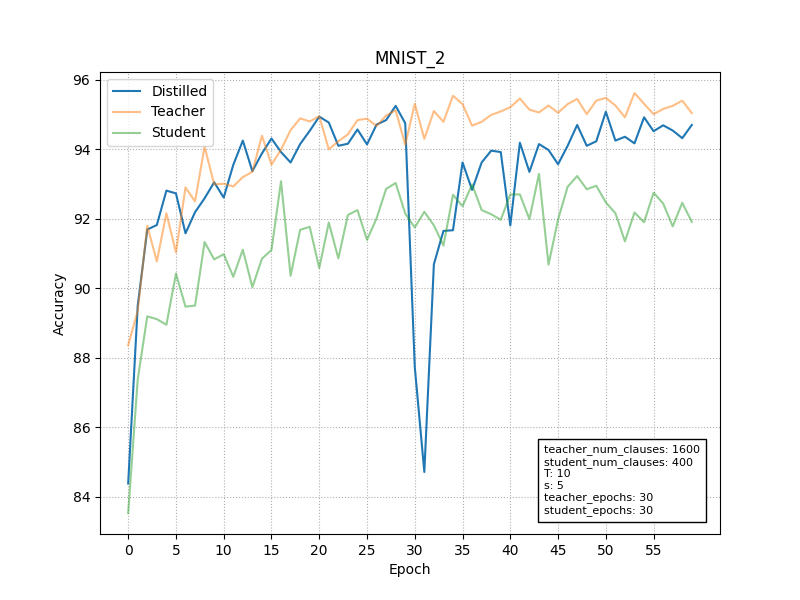 MNIST_2
Distilled
Teacher
Student
Accuracy
96
94
92
90
88
86
84
teacher_num_clauses: 1600
student_num_clauses: 400
T: 10
s: 5
teacher_epochs: 30
student_epochs: 30
0 5 10 15 20 25 30 35 40 45 50 55
Epoch